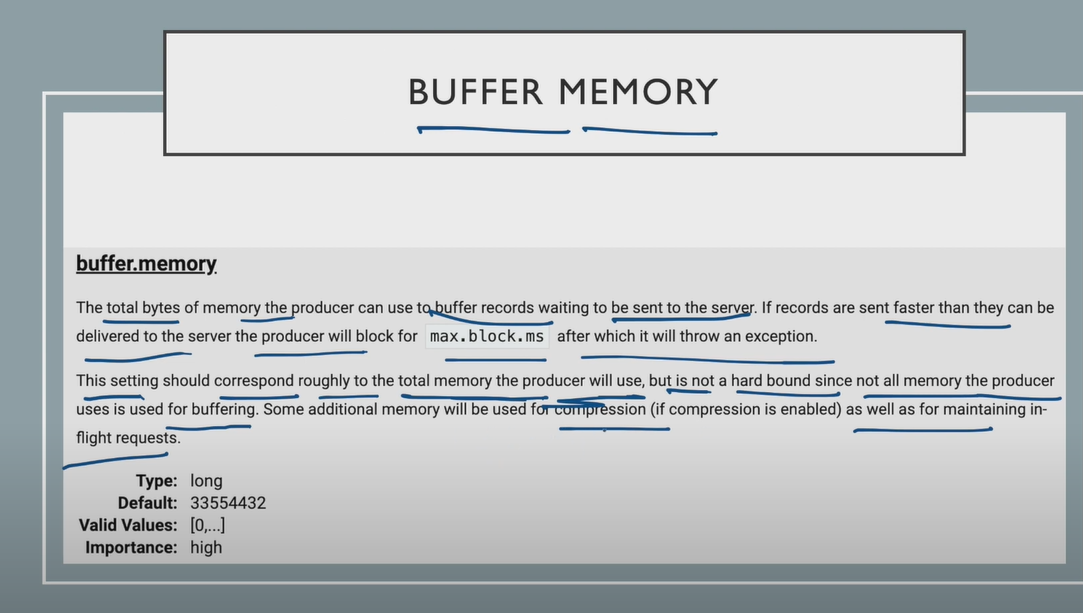 BUFFER MEMORY
buffer.memory
The total bytes of memory the producer can use to buffer records waiting to be sent to the server. If records are sent faster than they can be
delivered to the server the producer will block for max.block.ms after which it will throw an exception.
This setting should correspond roughly to the total memory the producer will use, but is not a hard bound since not all memory the producer
uses is used for buffering. Some additional memory will be used for compression (if compression is enabled) as well as for maintaining in-
flight requests.
Type: long
Default: 33554432
Valid Values: [0,...]
Importance: high